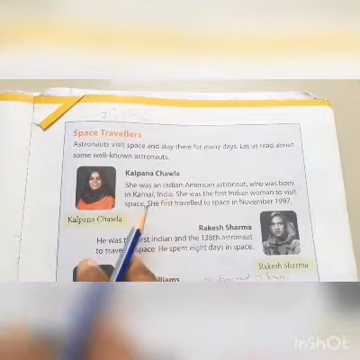 Space Travellers
Astronauts visit space and stay there for many days. Let us read about
some well-known astronauts.
Kalpana Chawla
She was an Indian American astronaut, who was born
in Karnal, India. She was the first Indian woman to visit
space. She first travelled to space in November 1997.
Kalpana Chawla
Rakesh Sharma
He was the first Indian and the 138th astronaut
to travel space. He spent eight days in space.
Rakesh Sharma
lliams
InShOt